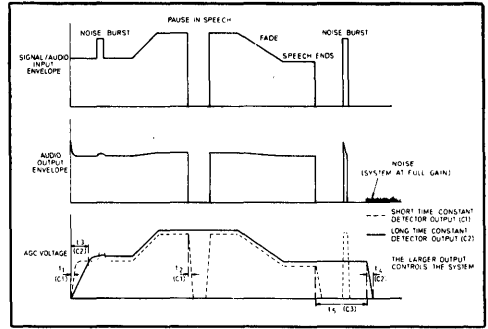 PAUSE IN SPEECH
NOISE BURST
FADE
NOISE BURST
SIGNAL/AUDIO
INPUT
ENVELOPE
SPEECH ENDS
AUDIO
OUTPUT
ENVELOPE
NOISE
(SYSTEM AT FULL GAIN)
SHORT TIME CONSTANT
DETECTOR OUTPUT (C1)
LONG TIME CONSTANT
DETECTOR OUTPUT (C2)
t3
(C2)
AGC VOLTAGE
t1
(C1)
t2
(C1)
t4
(C2)
THE LARGER OUTPUT
CONTROLS THE SYSTEM
t5 (C3)